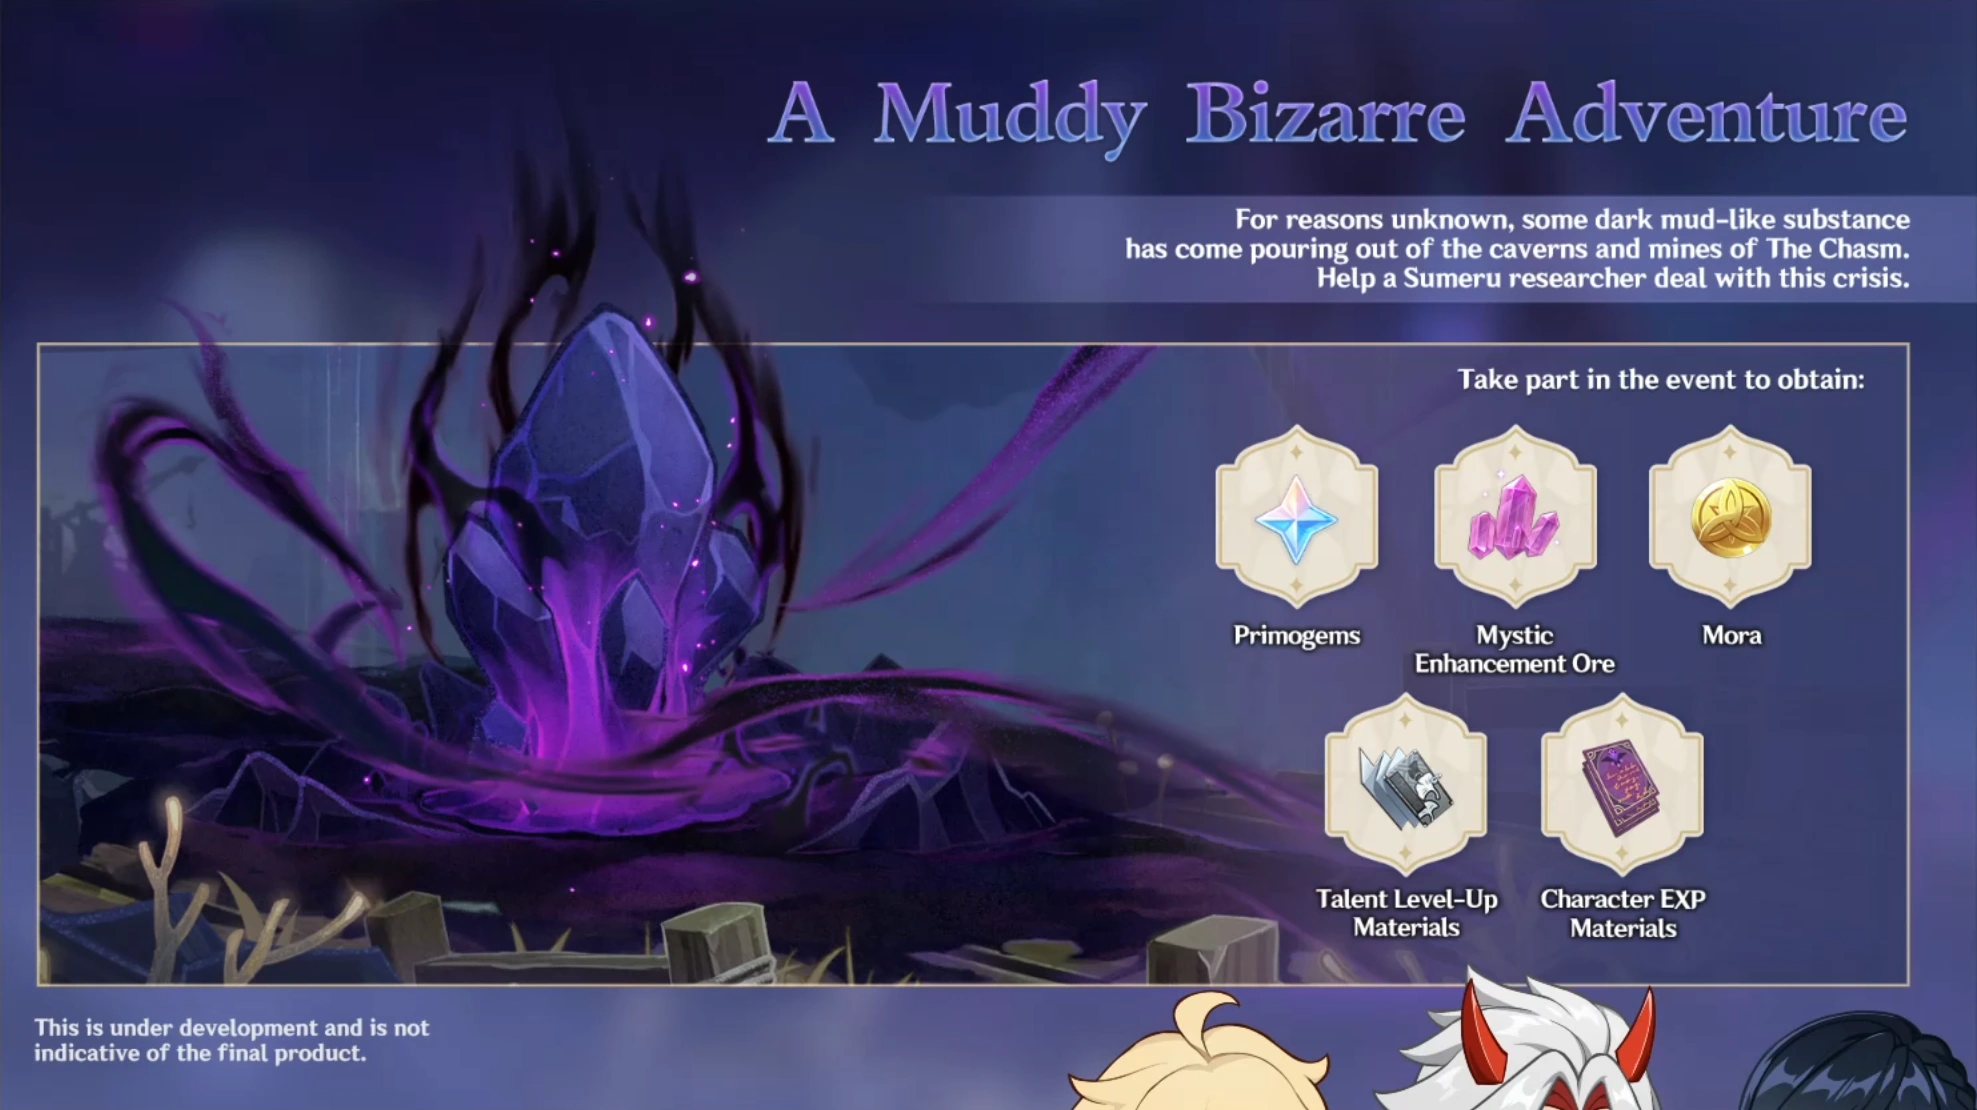 A Muddy Bizarre Adventure
For reasons unknown, some dark mud-like substance
has come pouring out of the caverns and mines of The Chasm.
Help a Sumeru researcher deal with this crisis.
Take part in the event to obtain:
Primogems
Mystic
Enhancement Ore
Mora
Talent Level-Up
Materials
Character EXP
Materials
This is under development and is not
indicative of the final product.